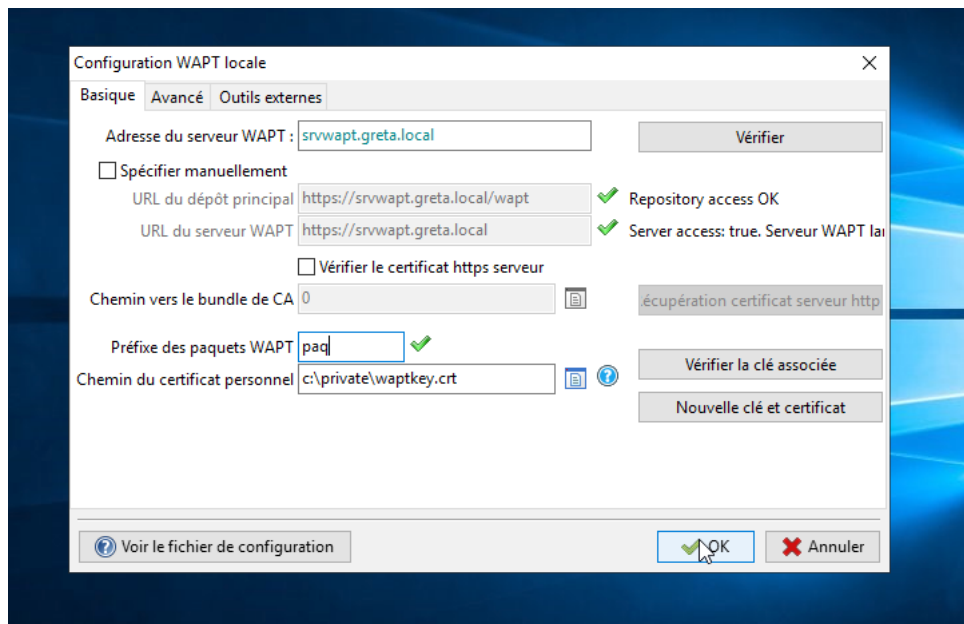 Configuration WAPT locale
Basique Avancé Outils externes
Adresse du serveur WAPT : srvwapt.greta.local Vérifier
Spécifier manuellement
URL du dépôt principal https://srvwapt.greta.local/wapt Repository access OK
URL du serveur WAPT https://srvwapt.greta.local Server access: true. Serveur WAPT lan
Vérifier le certificat https serveur
Chemin vers le bundle de CA 0 écupération certificat serveur http
Préfixe des paquets WAPT paq
Vérifier la clé associée
Chemin du certificat personnel c:\private\waptkey.crt
Nouvelle clé et certificat
Voir le fichier de configuration OK Annuler